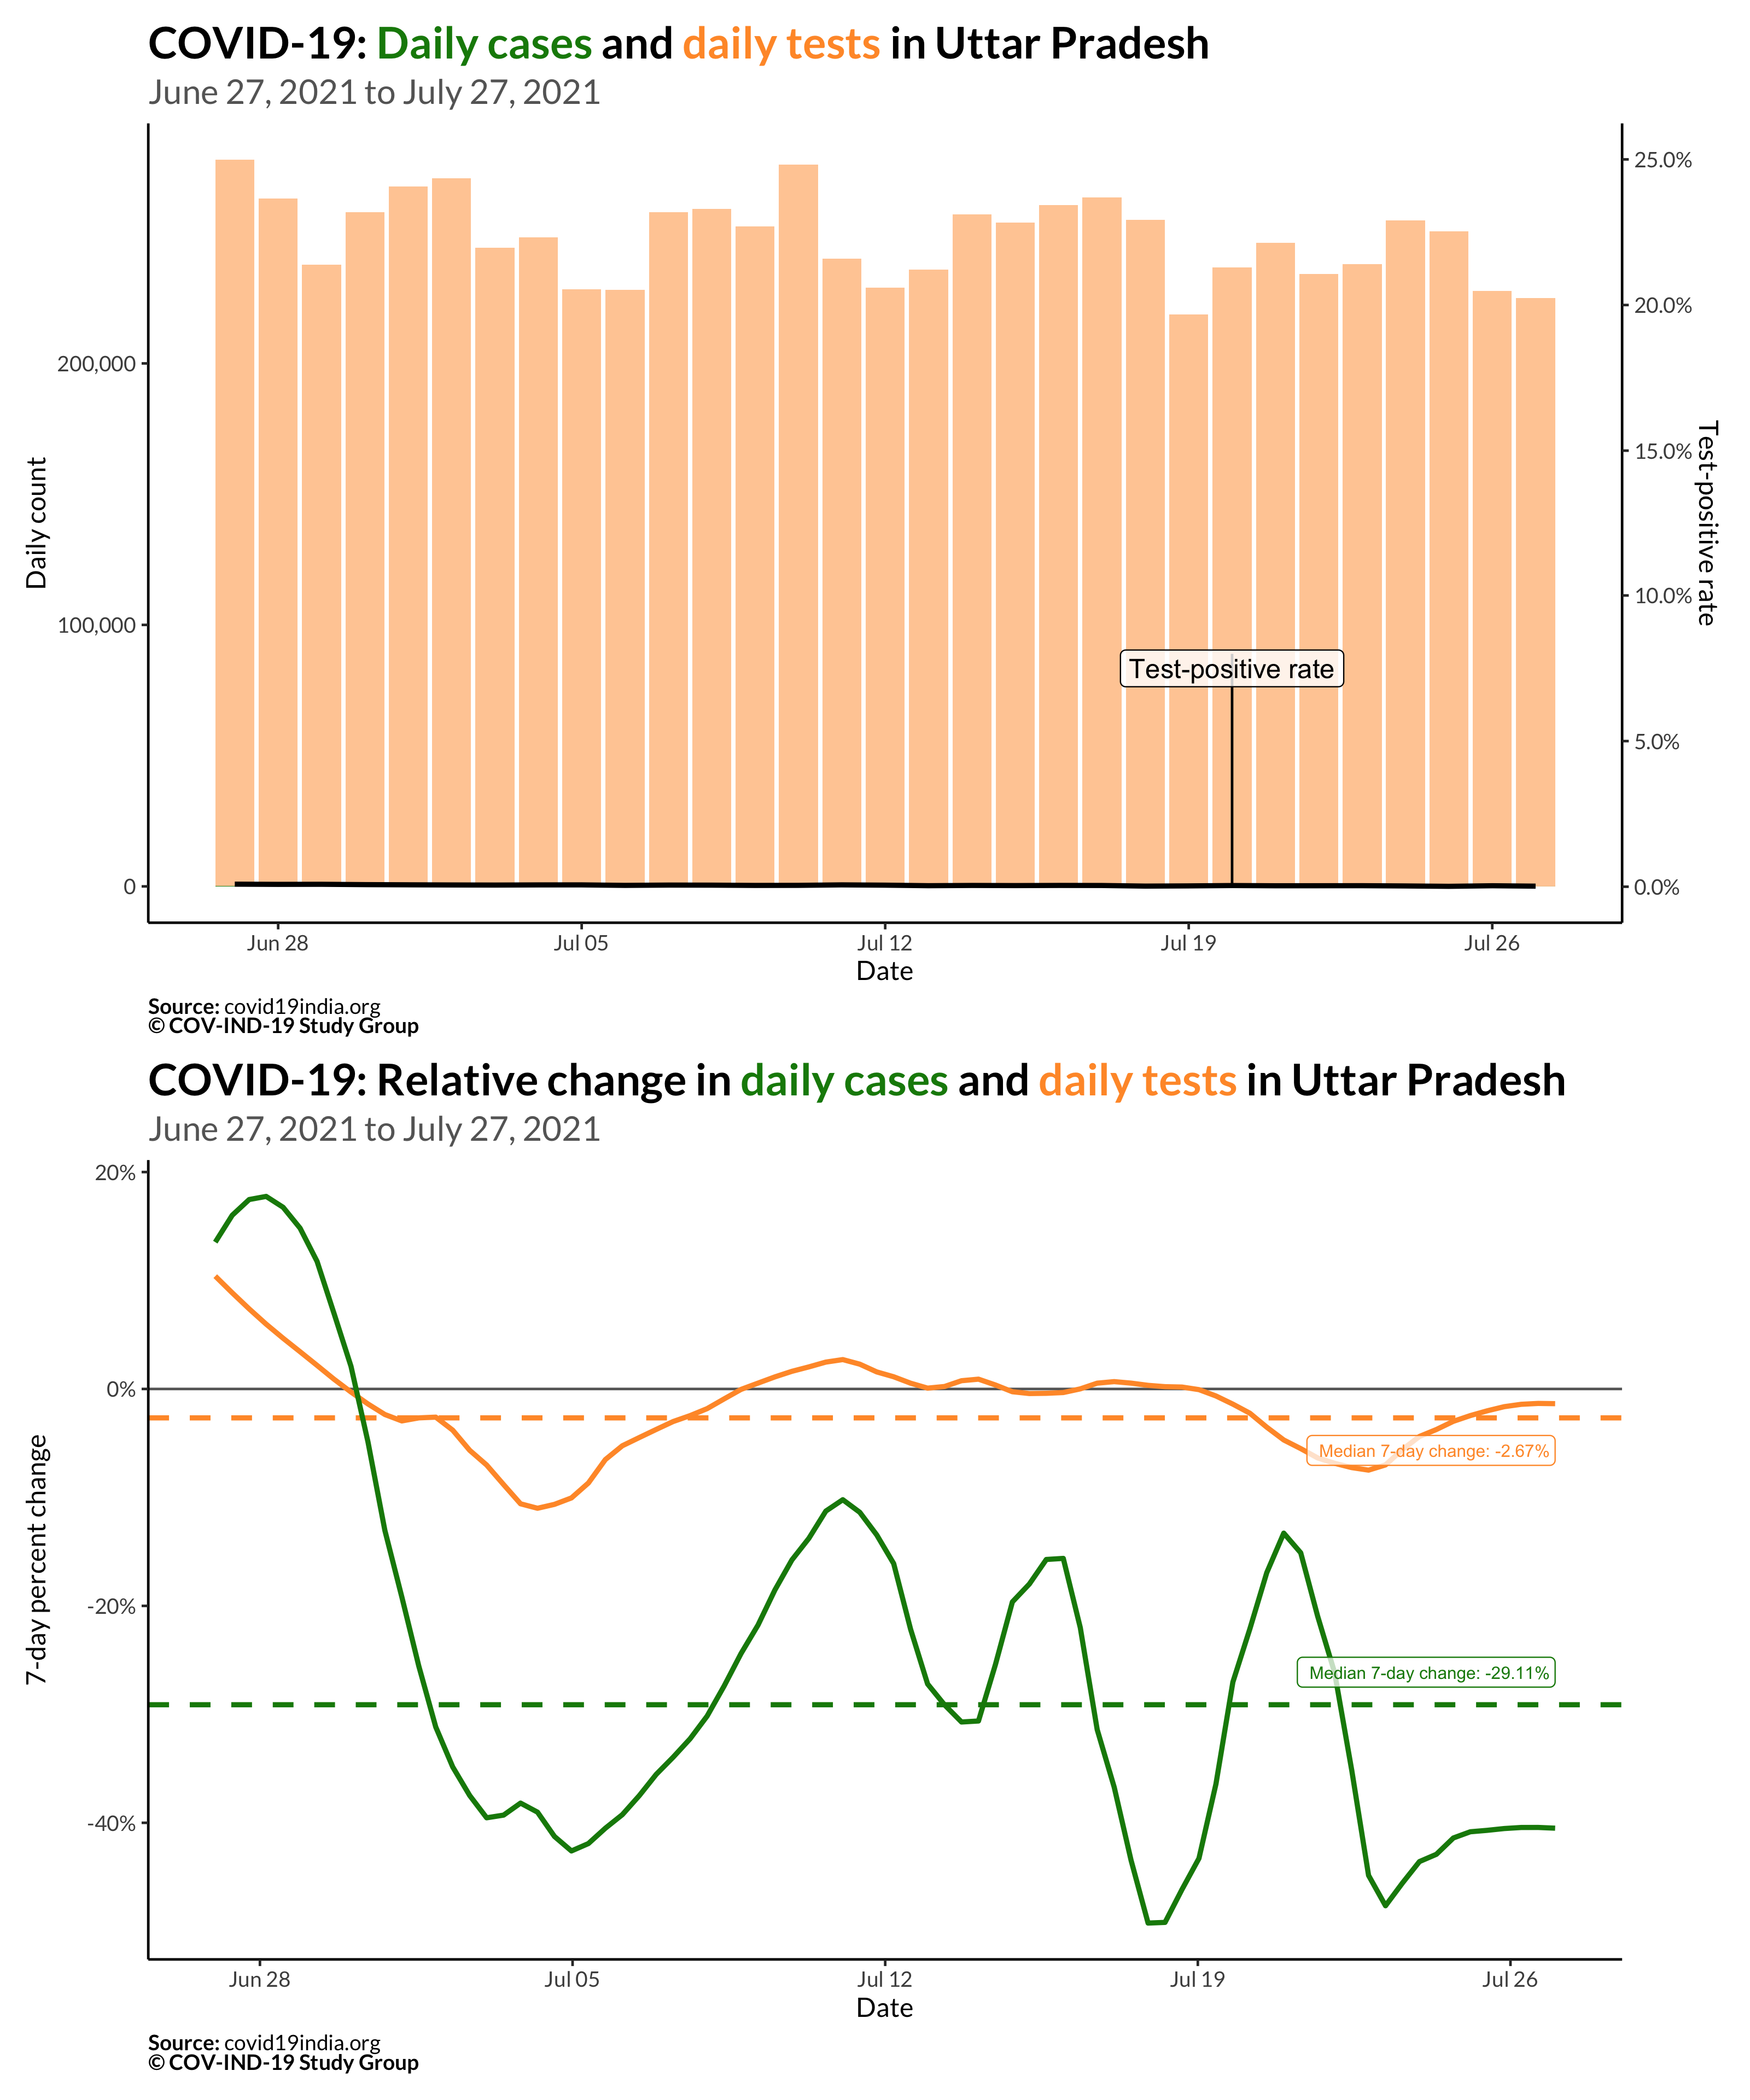 COVID-19: Daily cases and daily tests in Uttar Pradesh
June 27, 2021 to July 27, 2021
25.0%
20.0%
200,000
15.0%
Daily count
Test-positive rate
10.0%
100,000
Test-positive rate
5.0%
0
0.0%
Jun 28 Jul 05 Jul 12 Jul 19 Jul 26
Date
Source: covid19india.org
© COV-IND-19 Study Group
COVID-19: Relative change in daily cases and daily tests in Uttar Pradesh
June 27, 2021 to July 27, 2021
20%
0%
Median 7-day change: -2.67%
7-day percent change
-20%
Median 7-day change: -29.11%
-40%
Jun 28 Jul 05 Jul 12 Jul 19 Jul 26
Date
Source: covid19india.org
© COV-IND-19 Study Group